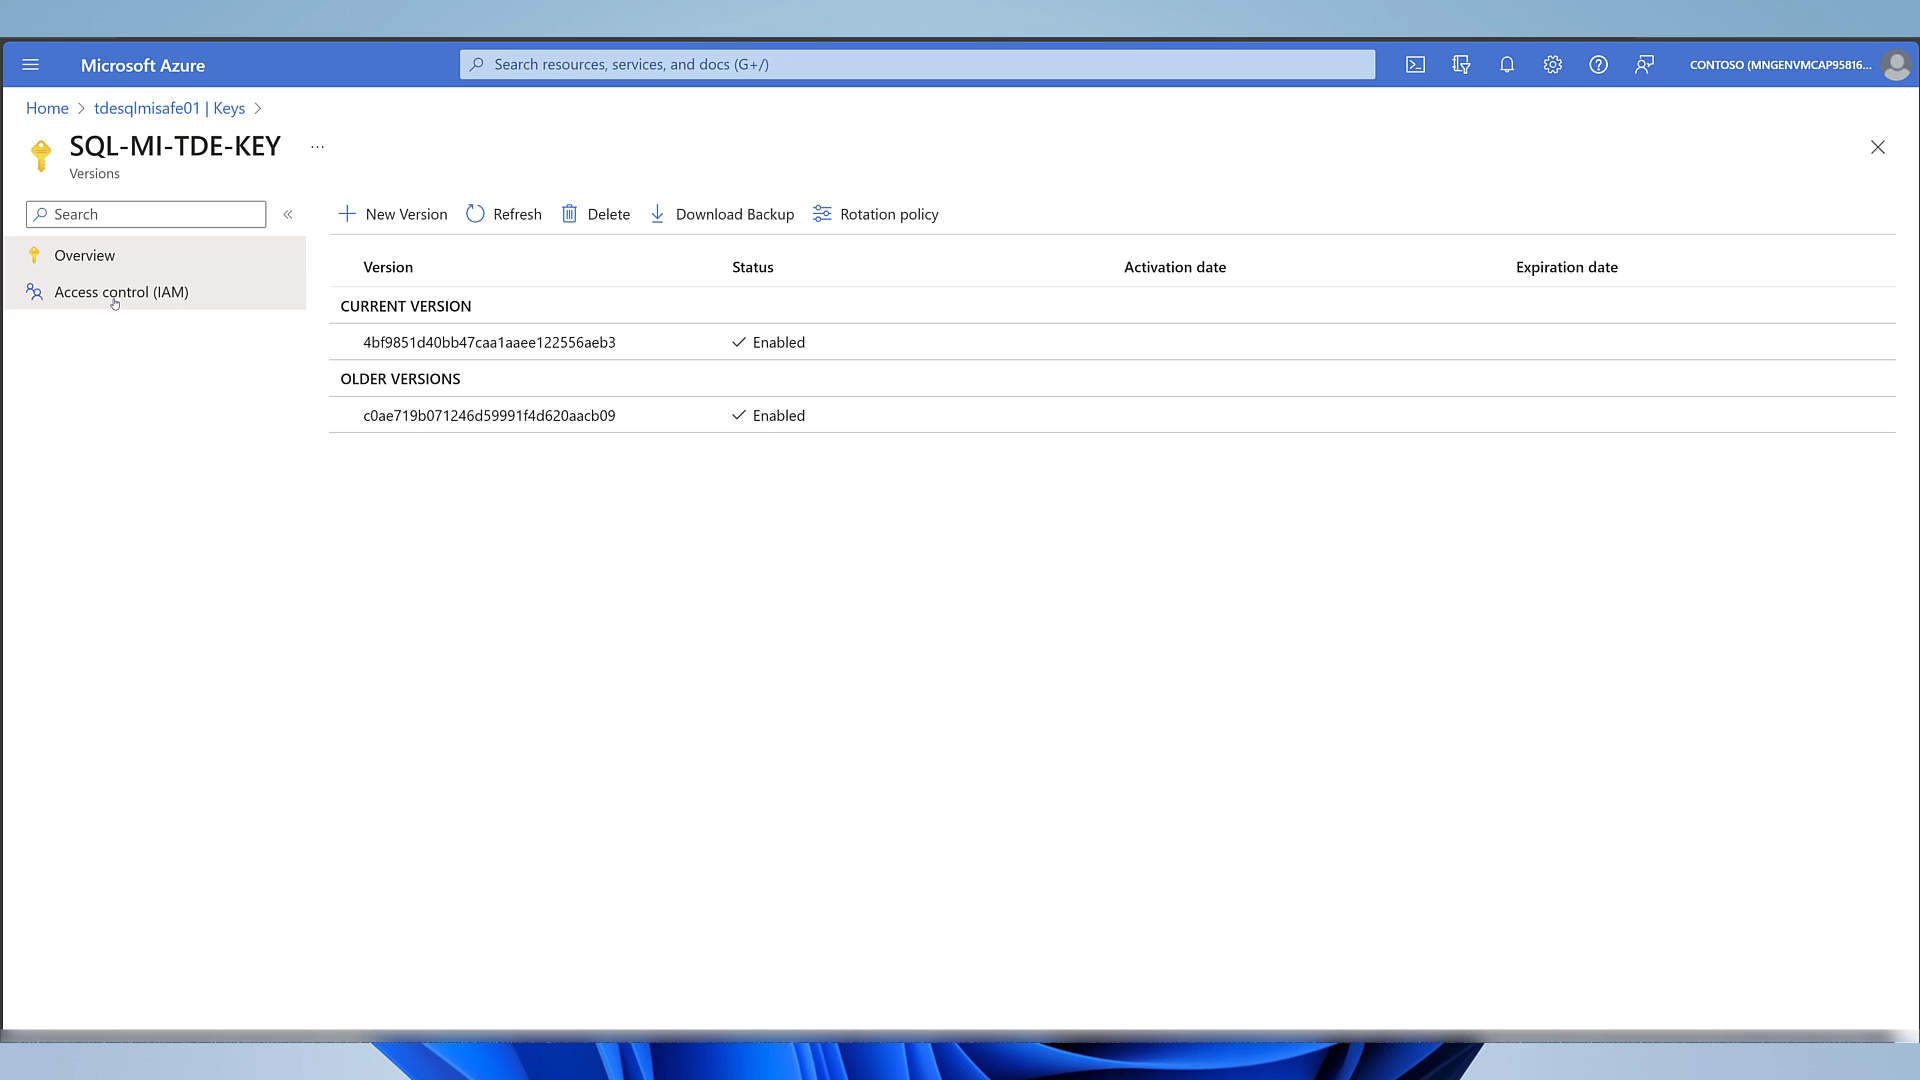 Microsoft Azure
Search resources, services, and docs (G+/)
CONTOSO (MNGENVMCAP95816...
Home > tdesqlmisafe01 | Keys >
SQL-MI-TDE-KEY ...
Versions
Search
«
New Version
Refresh
Delete
Download Backup
Rotation policy
Overview
Access control (IAM)
Version Status Activation date Expiration date
CURRENT VERSION
4bf9851d40bb47caa1aaee122556aeb3 Enabled
OLDER VERSIONS
c0ae719b071246d59991f4d620aacb09 Enabled